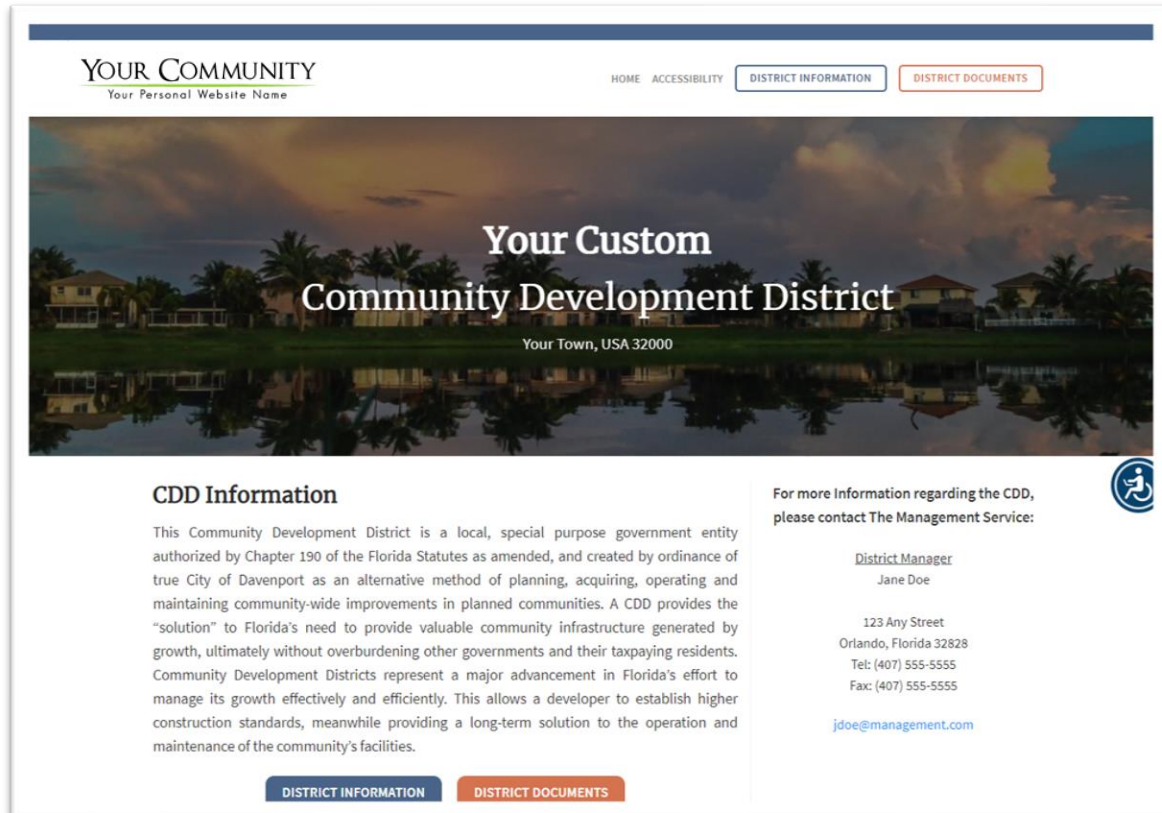 YOUR COMMUNITY
Your Personal Website Name
HOME ACCESSIBILITY DISTRICT INFORMATION DISTRICT DOCUMENTS
Your Custom
Community Development District
Your Town, USA 32000
CDD Information
This Community Development District is a local, special purpose government entity
authorized by Chapter 190 of the Florida Statutes as amended, and created by ordinance of
true City of Davenport as an alternative method of planning, acquiring, operating and
maintaining community-wide improvements in planned communities. A CDD provides the
“solution” to Florida’s need to provide valuable community infrastructure generated by
growth, ultimately without overburdening other governments and their taxpaying residents.
Community Development Districts represent a major advancement in Florida’s effort to
manage its growth effectively and efficiently. This allows a developer to establish higher
construction standards, meanwhile providing a long-term solution to the operation and
maintenance of the community’s facilities.
DISTRICT INFORMATION DISTRICT DOCUMENTS
For more Information regarding the CDD,
please contact The Management Service:
District Manager
Jane Doe
123 Any Street
Orlando, Florida 32828
Tel: (407) 555-5555
Fax: (407) 555-5555
jdoe@management.com